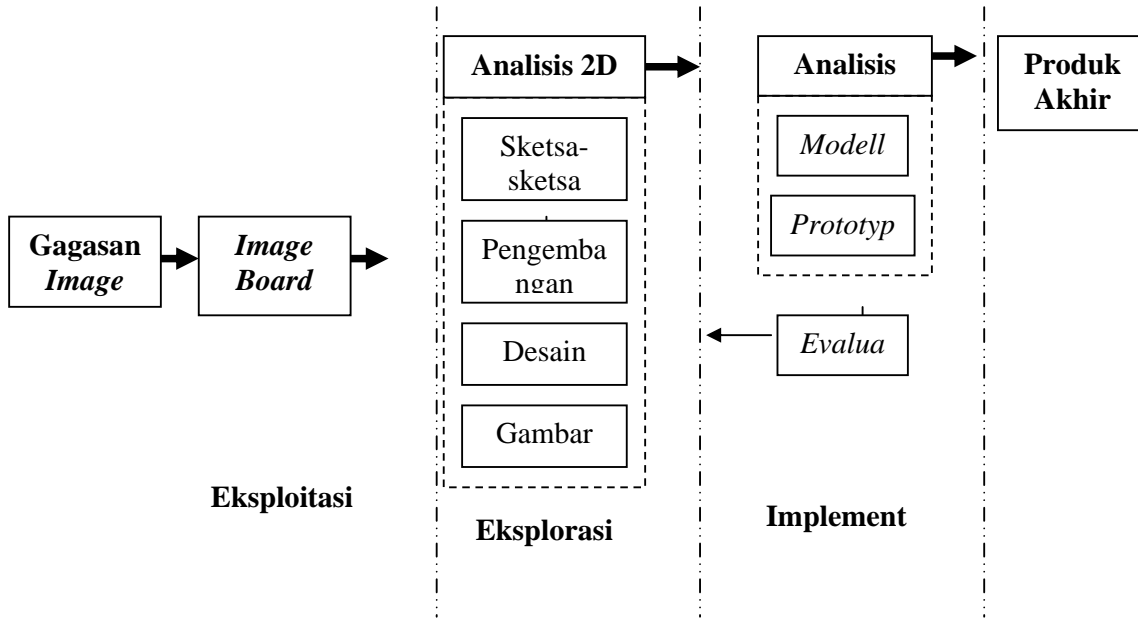 Gagasan
Image
Image
Board
Eksploitasi
Analisis 2D
Sketsa-
sketsa
Pengemba
ngan
Desain
Gambar
Eksplorasi
Analisis
Modell
Prototyp
Evalua
Implement
Produk
Akhir